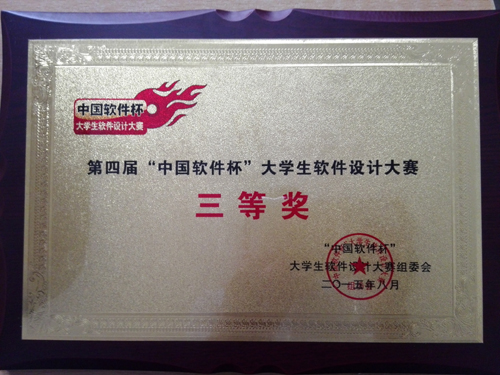 中国软件杯
大学生软件设计大赛
第四届“中国软件杯”大学生软件设计大赛
三等奖
“中国软件杯”
大学生软件设计大赛组委会
二〇一五年八月